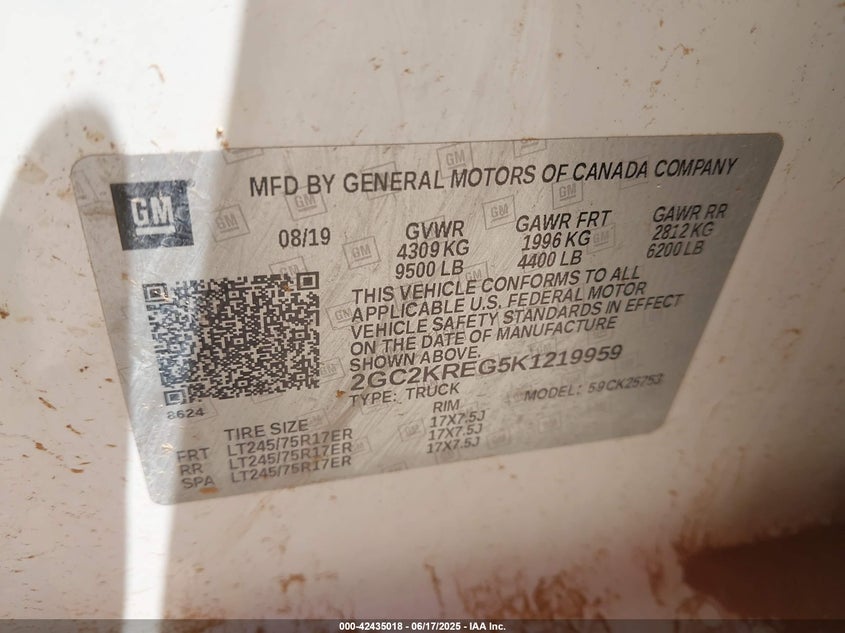 GM
MFD BY GENERAL MOTORS OF CANADA COMPANY
08/19
GVWR
4309 KG
9500 LB
GAWR FRT
1996 KG
4400 LB
GAWR RR
2812 KG
6200 LB
THIS VEHICLE CONFORMS TO ALL
APPLICABLE U.S. FEDERAL MOTOR
VEHICLE SAFETY STANDARDS IN EFFECT
ON THE DATE OF MANUFACTURE
SHOWN ABOVE.
2GC2KREG5K1219959
TYPE: TRUCK MODEL: 59CK25753
8624
TIRE SIZE RIM
FRT LT245/75R17ER 17X7.5J
RR LT245/75R17ER 17X7.5J
SPA LT245/75R17ER 17X7.5J
000-42435018 - 06/17/2025 - IAA Inc.